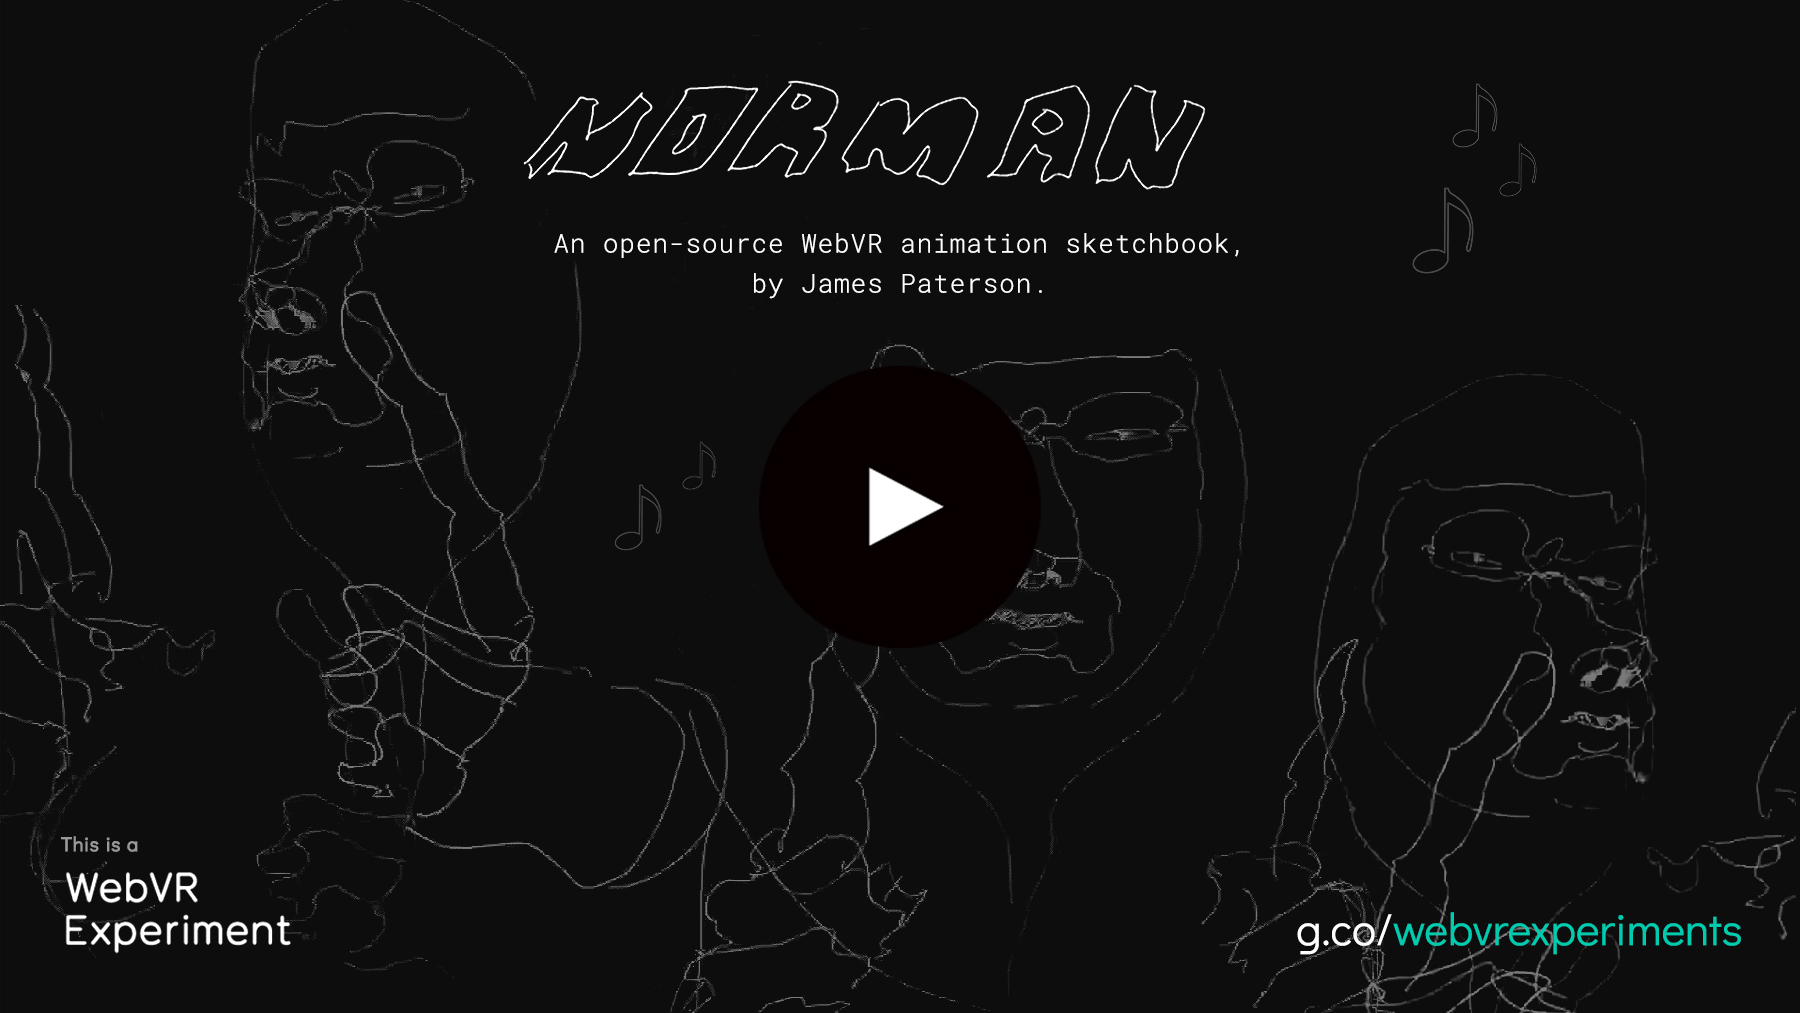 NORMAN
An open-source WebVR animation sketchbook,
by James Paterson.
This is a
WebVR
Experiment
g.co/webvrexperiments